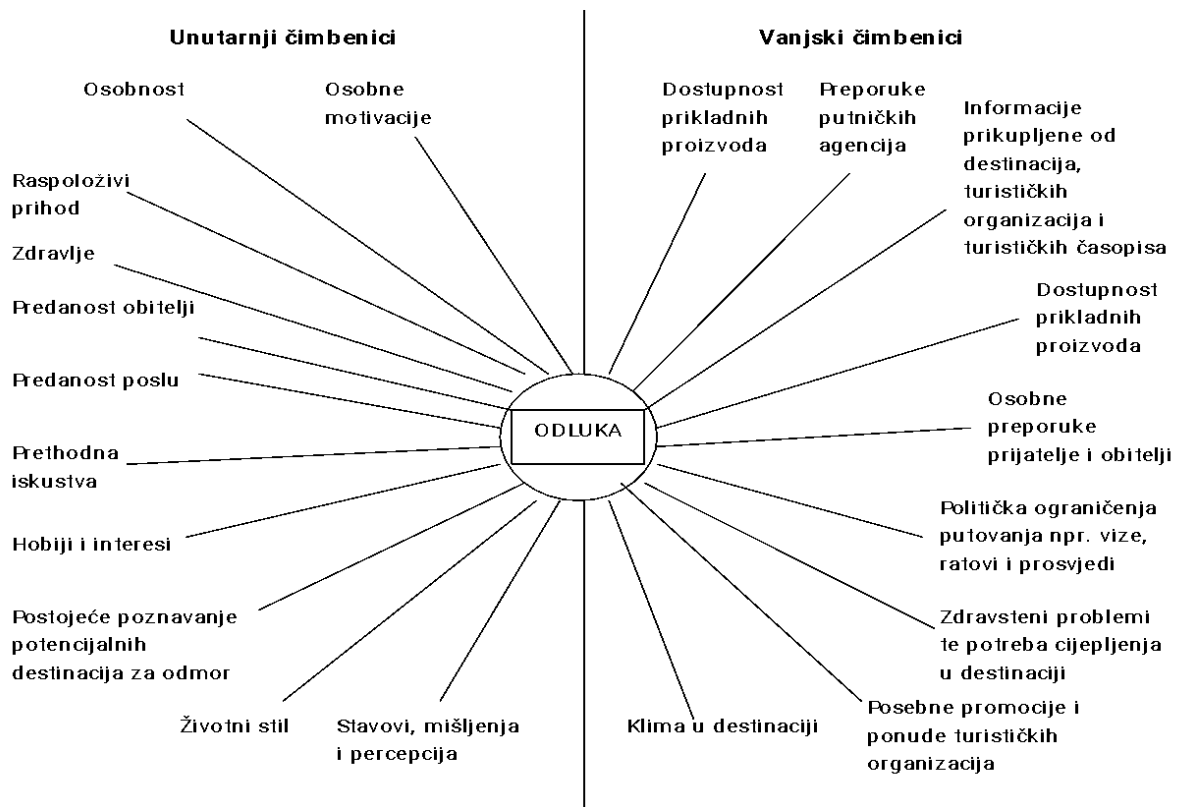 Unutarnji čimbenici
Osobnost
Osobne
motivacije
Raspoloživi
prihod
Zdravlje
Predanost obitelji
Predanost poslu
Prethodna
iskustva
Hobiji i interesi
Postojeće poznavanje
potencijalnih
destinacija za odmor
Životni stil
Stavovi, mišljenja
i percepcija
ODLUKA
Vanjski čimbenici
Dostupnost
prikladnih
proizvoda
Preporuke
putničkih
agencija
Informacije
prikupljene od
destinacija,
turističkih
organizacija i
turističkih časopisa
Dostupnost
prikladnih
proizvoda
Osobne
preporuke
prijatelje i obitelji
Politička ograničenja
putovanja npr. vize,
ratovi i prosvjedi
Zdravsteni problemi
te potreba cijepljenja
u destinaciji
Posebne promocije i
ponude turističkih
organizacija
Klima u destinaciji